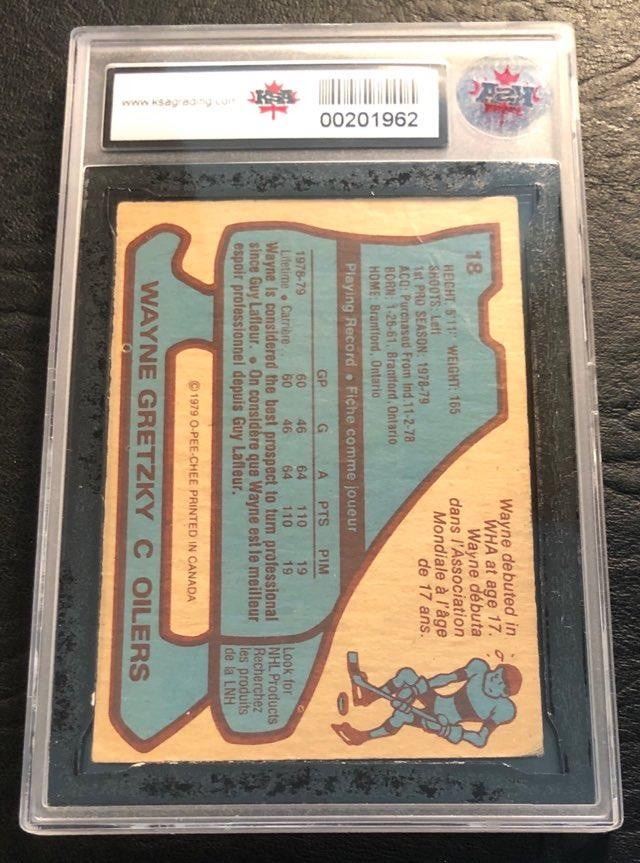 www.ksagrading.com
KSA
00201962
18
HEIGHT: 5'11" WEIGHT: 165
SHOOTS: Left
1st PRO SEASON: 1978-79
ACQ: Purchased From Ind 11-2-78
BORN: 1-26-61, Brantford, Ontario
HOME: Brantford, Ontario
Playing Record • Fiche comme joueur
GP G A PTS PIM
1978-79 60 46 64 110 19
Lifetime • Carrière .. 60 46 64 110 19
Wayne is considered the best prospect to turn professional
since Guy Lafleur. • On considère que Wayne est le meilleur
espoir professionnel depuis Guy Lafleur.
Wayne debuted in
WHA at age 17.
Wayne débuta
dans l'Association
Mondiale à l'âge
de 17 ans.
Look for
NHL Products
Recherchez
les produits
de la LNH
© 1979 O-PEE-CHEE PRINTED IN CANADA
WAYNE GRETZKY C OILERS